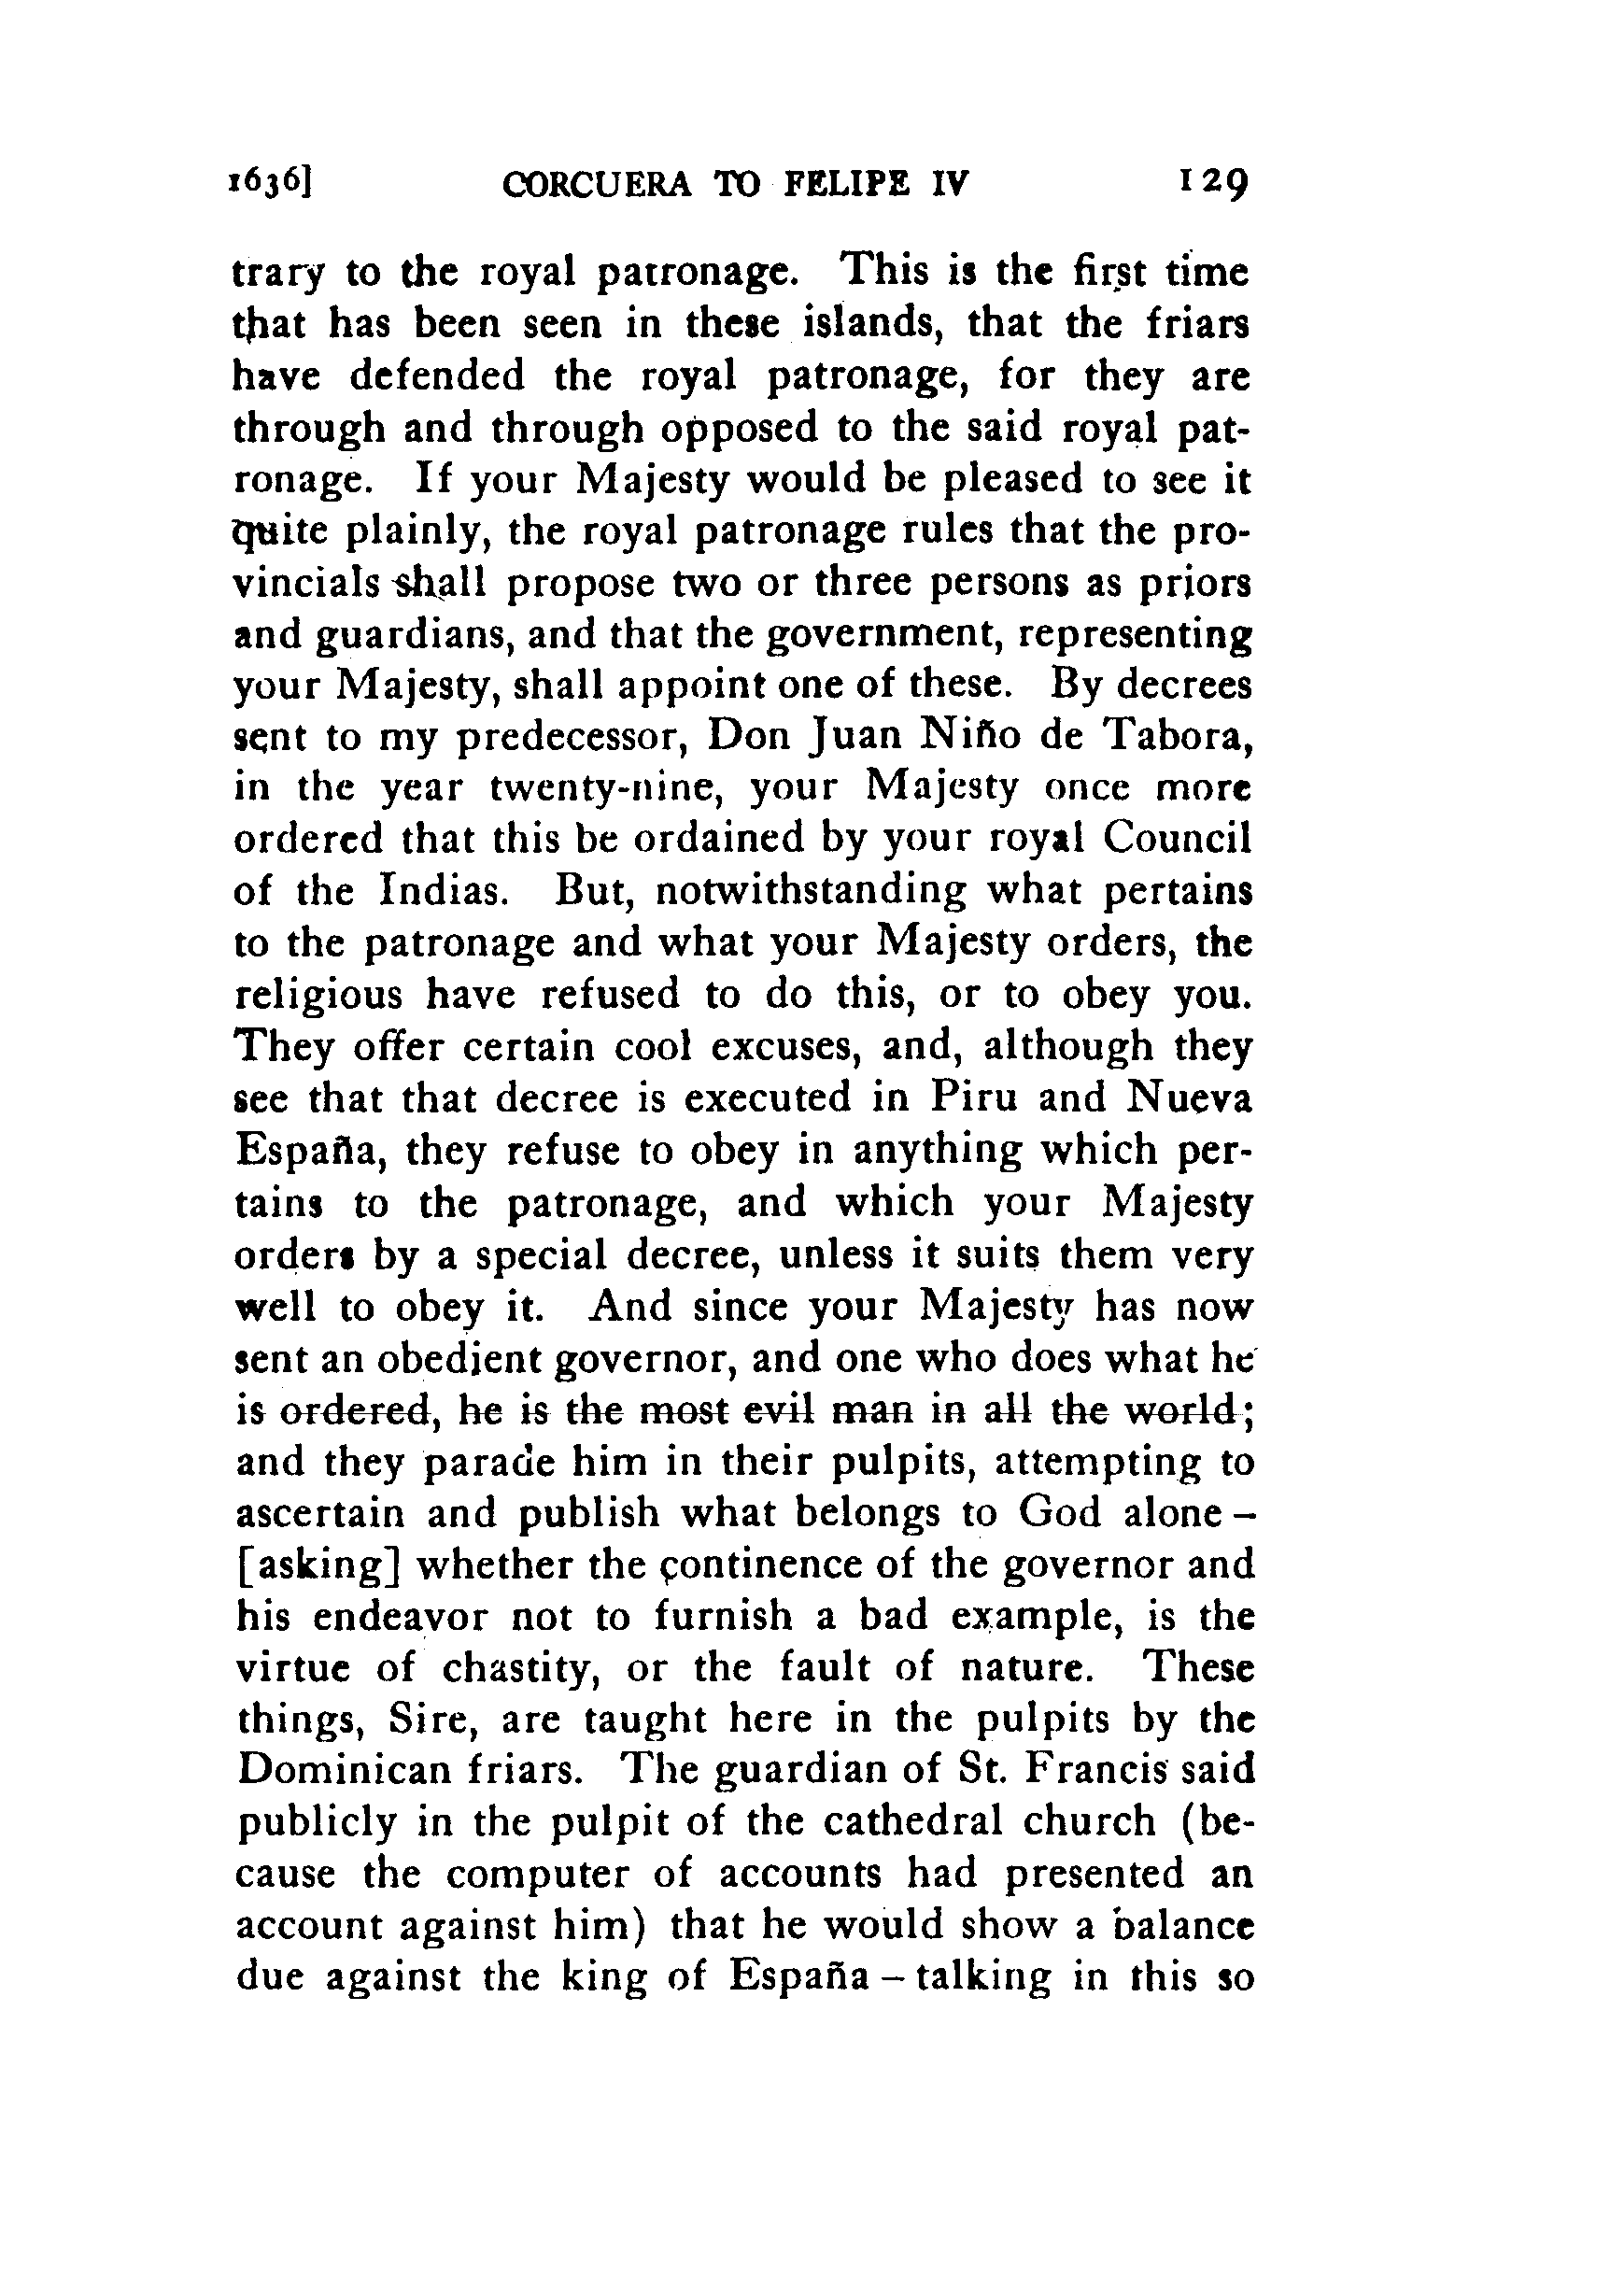 1636] CORCUERA TO FELIPE IV 129
trary to the royal patronage. This is the first time
that has been seen in these islands, that the friars
have defended the royal patronage, for they are
through and through opposed to the said royal pat-
ronage. If your Majesty would be pleased to see it
quite plainly, the royal patronage rules that the pro-
vincials shall propose two or three persons as priors
and guardians, and that the government, representing
your Majesty, shall appoint one of these. By decrees
sent to my predecessor, Don Juan Niño de Tabora,
in the year twenty-nine, your Majesty once more
ordered that this be ordained by your royal Council
of the Indias. But, notwithstanding what pertains
to the patronage and what your Majesty orders, the
religious have refused to do this, or to obey you.
They offer certain cool excuses, and, although they
see that that decree is executed in Piru and Nueva
España, they refuse to obey in anything which per-
tains to the patronage, and which your Majesty
orders by a special decree, unless it suits them very
well to obey it. And since your Majesty has now
sent an obedient governor, and one who does what he
is ordered, he is the most evil man in all the world;
and they parade him in their pulpits, attempting to
ascertain and publish what belongs to God alone –
[asking] whether the continence of the governor and
his endeavor not to furnish a bad example, is the
virtue of chastity, or the fault of nature. These
things, Sire, are taught here in the pulpits by the
Dominican friars. The guardian of St. Francis said
publicly in the pulpit of the cathedral church (be-
cause the computer of accounts had presented an
account against him) that he would show a balance
due against the king of España – talking in this so